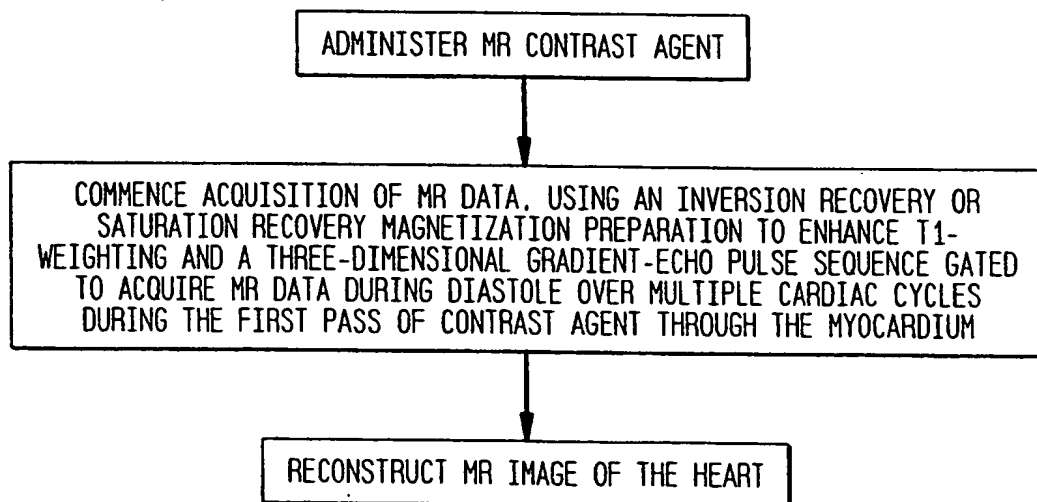 ADMINISTER MR CONTRAST AGENT
COMMENCE ACQUISITION OF MR DATA, USING AN INVERSION RECOVERY OR
SATURATION RECOVERY MAGNETIZATION PREPARATION TO ENHANCE T1-
WEIGHTING AND A THREE-DIMENSIONAL GRADIENT-ECHO PULSE SEQUENCE GATED
TO ACQUIRE MR DATA DURING DIASTOLE OVER MULTIPLE CARDIAC CYCLES
DURING THE FIRST PASS OF CONTRAST AGENT THROUGH THE MYOCARDIUM
RECONSTRUCT MR IMAGE OF THE HEART